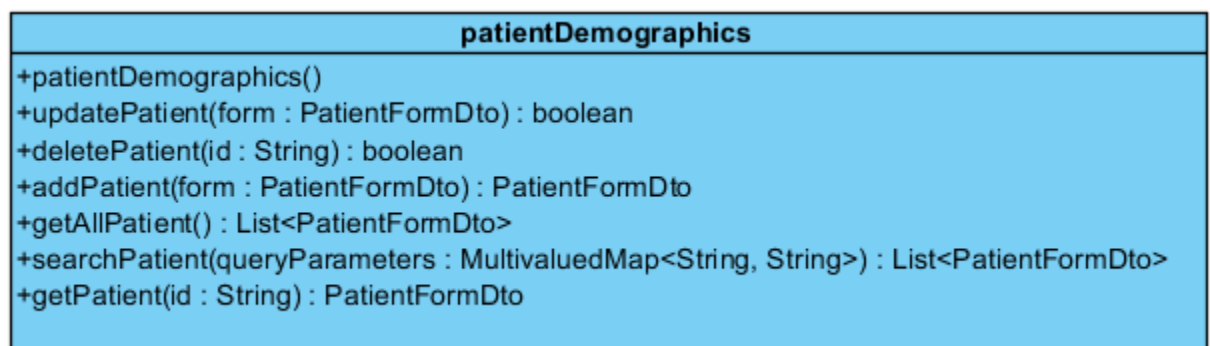 patientDemographics
+patientDemographics()
+updatePatient(form : PatientFormDto) : boolean
+deletePatient(id : String) : boolean
+addPatient(form : PatientFormDto) : PatientFormDto
+getAllPatient() : List<PatientFormDto>
+searchPatient(queryParameters : MultivaluedMap<String, String>) : List<PatientFormDto>
+getPatient(id : String) : PatientFormDto